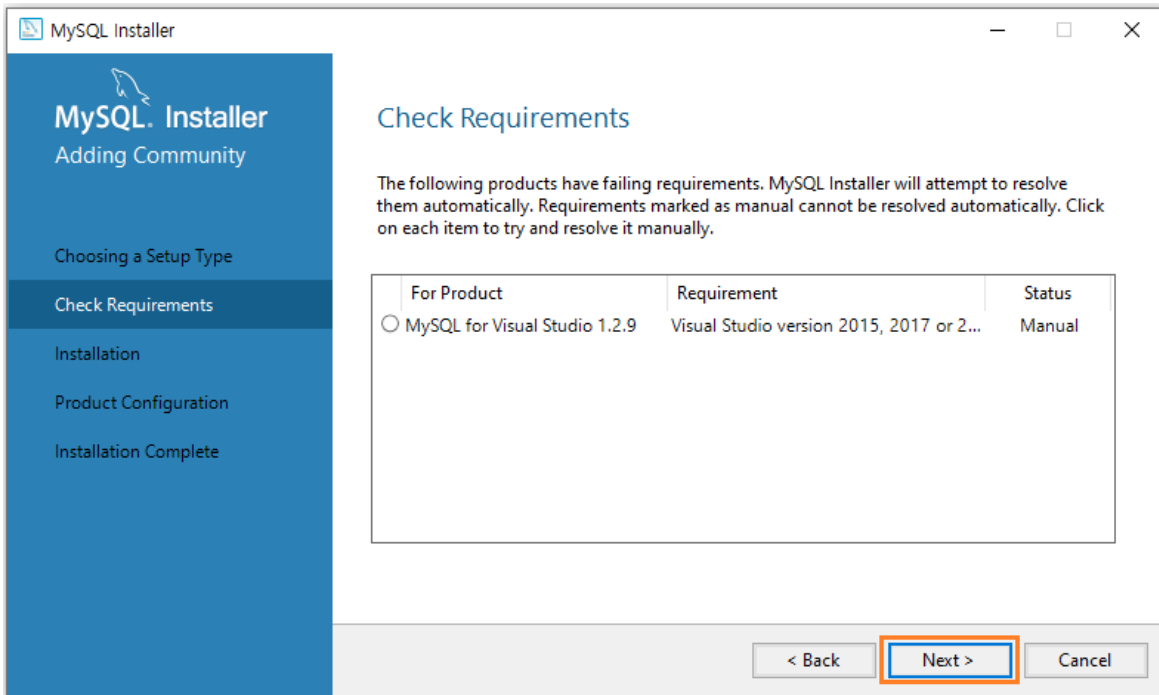 MySQL Installer
MySQL. Installer
Adding Community
Choosing a Setup Type
Check Requirements
Installation
Product Configuration
Installation Complete
Check Requirements
The following products have failing requirements. MySQL Installer will attempt to resolve
them automatically. Requirements marked as manual cannot be resolved automatically. Click
on each item to try and resolve it manually.
For Product Requirement Status
MySQL for Visual Studio 1.2.9 Visual Studio version 2015, 2017 or 2... Manual
< Back Next > Cancel